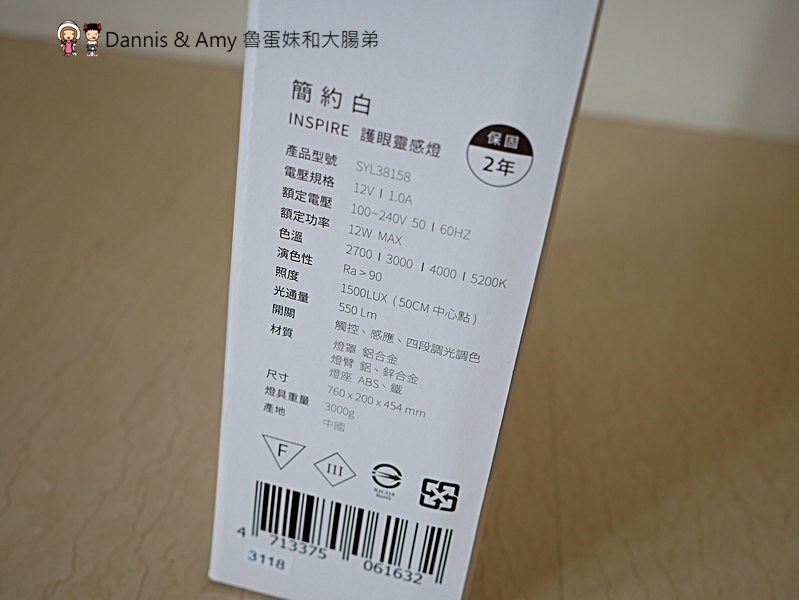 Dannis & Amy 魯蛋妹和大腸弟
簡約白
INSPIRE 護眼靈感燈
保固
2年
產品型號 SYL38158
電壓規格 12V | 1.0A
額定電壓 100~240V 50 | 60HZ
額定功率 12W MAX
色溫 2700 | 3000 | 4000 | 5200K
演色性 Ra > 90
照度 1500LUX (50CM 中心點)
光通量 550 Lm
開關 觸控、感應、四段調光調色
材質 燈罩 鋁合金
燈臂 鋁、鋅合金
燈座 ABS、鐵
尺寸 760 x 200 x 454 mm
燈具重量 3000g
產地 中國
F
III
4 713375 061632
3118